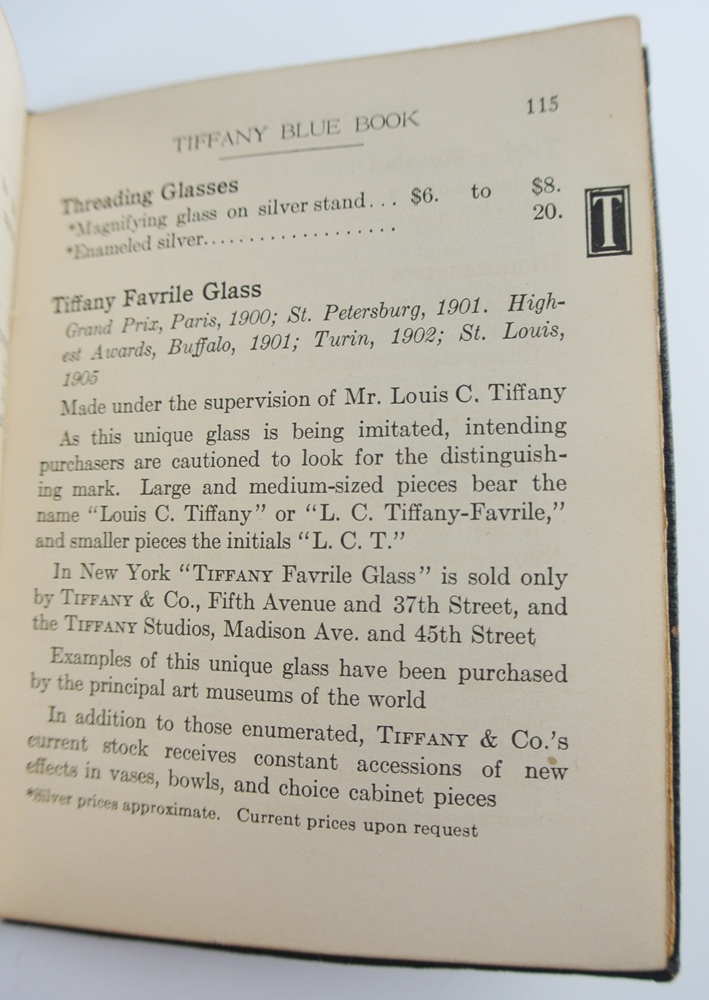 TIFFANY BLUE BOOK 115
Threading Glasses
*Magnifying glass on silver stand... $6. to $8.
*Enameled silver................... 20.
T
Tiffany Favrile Glass
Grand Prix, Paris, 1900; St. Petersburg, 1901. High-
est Awards, Buffalo, 1901; Turin, 1902; St. Louis,
1905
Made under the supervision of Mr. Louis C. Tiffany
As this unique glass is being imitated, intending
purchasers are cautioned to look for the distinguish-
ing mark. Large and medium-sized pieces bear the
name “Louis C. Tiffany” or “L. C. Tiffany-Favrile,”
and smaller pieces the initials “L. C. T.”
In New York “TIFFANY Favrile Glass” is sold only
by TIFFANY & Co., Fifth Avenue and 37th Street, and
the TIFFANY Studios, Madison Ave. and 45th Street
Examples of this unique glass have been purchased
by the principal art museums of the world
In addition to those enumerated, TIFFANY & Co.’s
current stock receives constant accessions of new
effects in vases, bowls, and choice cabinet pieces
*Silver prices approximate. Current prices upon request